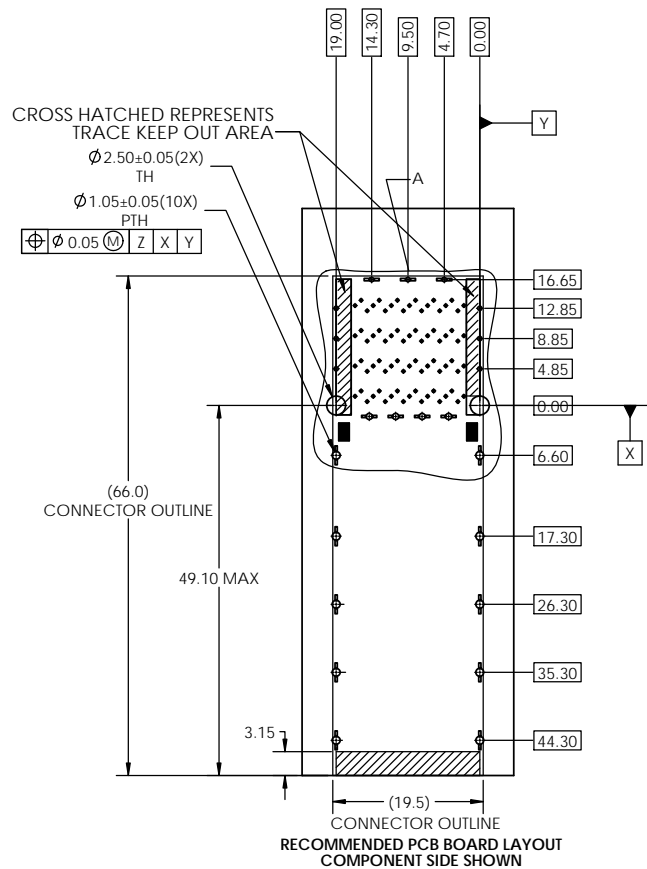 19.00
14.30
9.50
4.70
0.00
Y
CROSS HATCHED REPRESENTS
TRACE KEEP OUT AREA
A
Ø 2.50±0.05(2X)
TH
Ø 1.05±0.05(10X)
PTH
⌖ Ø 0.05 Ⓜ Z X Y
16.65
12.85
8.85
4.85
0.00
X
6.60
(66.0)
CONNECTOR OUTLINE
17.30
49.10 MAX
26.30
35.30
3.15
44.30
(19.5)
CONNECTOR OUTLINE
RECOMMENDED PCB BOARD LAYOUT
COMPONENT SIDE SHOWN